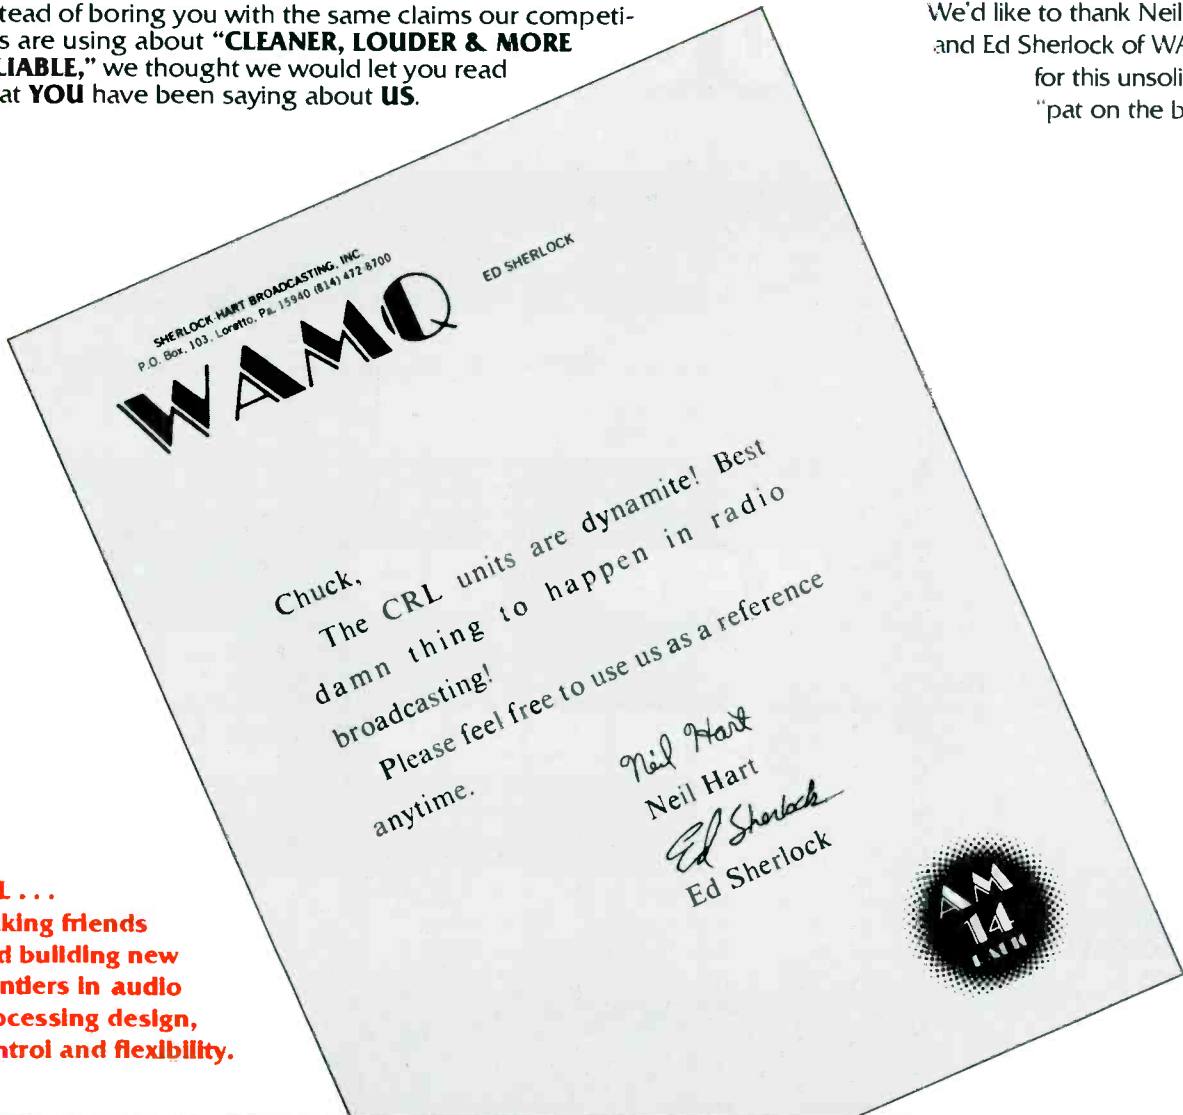 tead of boring you with the same claims our competi-
s are using about “CLEANER, LOUDER & MORE
LIABLE,” we thought we would let you read
at YOU have been saying about US.
We'd like to thank Neil
and Ed Sherlock of WA
for this unsoli
“pat on the b
SHERLOCK-HART BROADCASTING, INC.
P.O. Box, 103, Loretto, Pa. 15940 (814) 472-8700
ED SHERLOCK
WAMQ
Chuck,
The CRL units are dynamite! Best
damn thing to happen in radio
broadcasting!
Please feel free to use us as a reference
anytime.
Neil Hart
Neil Hart
Ed Sherlock
Ed Sherlock
AM
14
L...
king friends
d building new
ntiers in audio
ocessing design,
ntrol and flexibility.